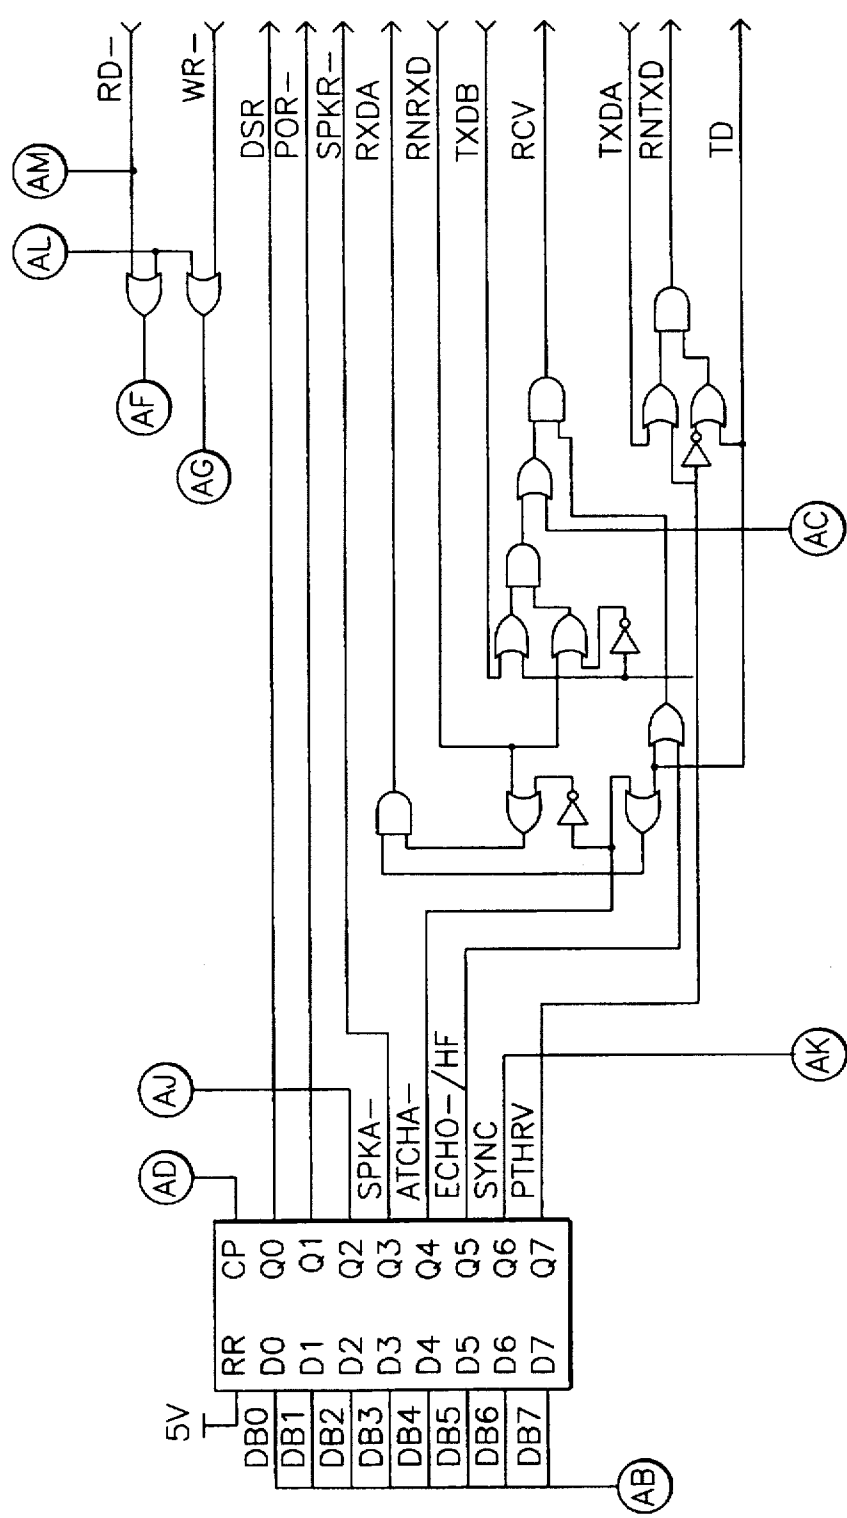 RD-
WR-
DSR
POR-
SPKR-
RXDA
RNRXD
TXDB
RCV
TXDA
RNTXD
TD
AM
AL
AF
AG
AC
AJ
AD
AK
SPKA-
ATCHA-
ECHO-/HF
SYNC
PTHRV
5V
RR CP
D0 Q0
D1 Q1
D2 Q2
D3 Q3
D4 Q4
D5 Q5
D6 Q6
D7 Q7
DB0
DB1
DB2
DB3
DB4
DB5
DB6
DB7
AB